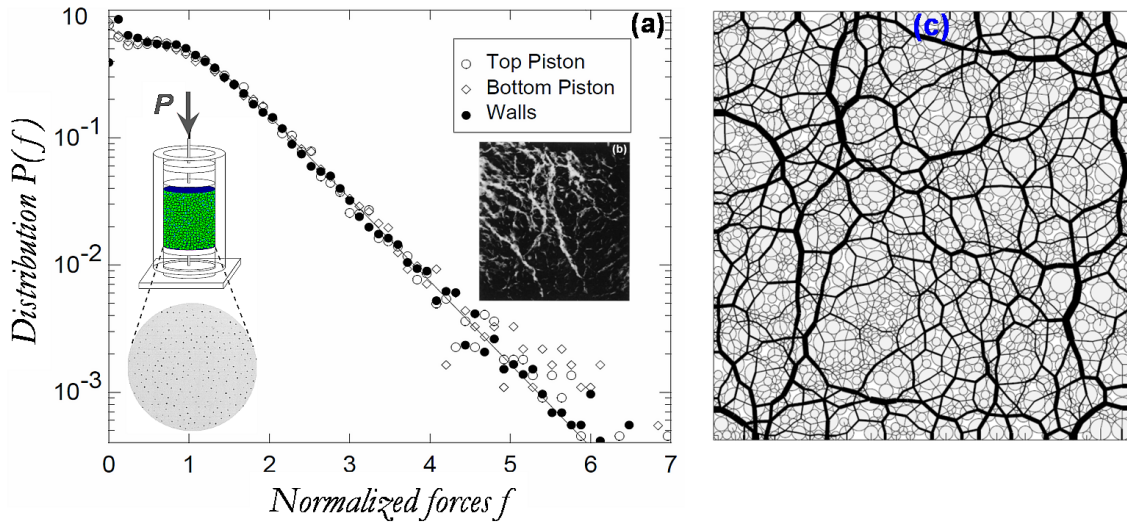 (a)
(c)
10
10⁻¹
10⁻²
10⁻³
Distribution P(f)
P
Top Piston
Bottom Piston
Walls
(b)
0 1 2 3 4 5 6 7
Normalized forces f